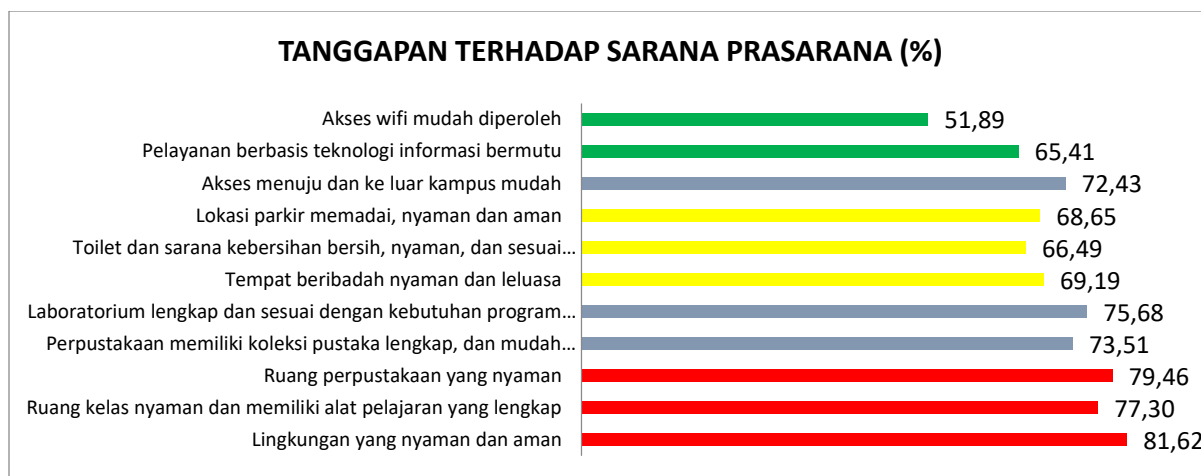 TANGGAPAN TERHADAP SARANA PRASARANA (%)
Akses wifi mudah diperoleh 51,89
Pelayanan berbasis teknologi informasi bermutu 65,41
Akses menuju dan ke luar kampus mudah 72,43
Lokasi parkir memadai, nyaman dan aman 68,65
Toilet dan sarana kebersihan bersih, nyaman, dan sesuai… 66,49
Tempat beribadah nyaman dan leluasa 69,19
Laboratorium lengkap dan sesuai dengan kebutuhan program… 75,68
Perpustakaan memiliki koleksi pustaka lengkap, dan mudah… 73,51
Ruang perpustakaan yang nyaman 79,46
Ruang kelas nyaman dan memiliki alat pelajaran yang lengkap 77,30
Lingkungan yang nyaman dan aman 81,62